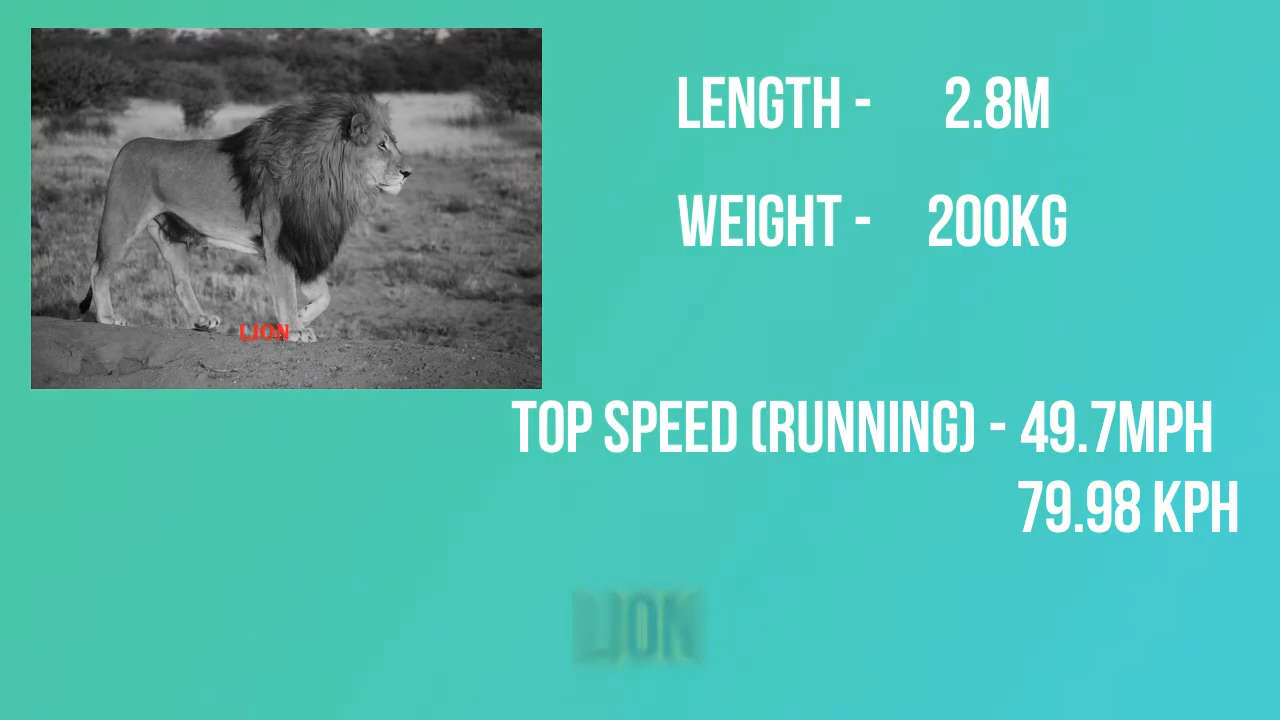 LENGTH - 2.8M
WEIGHT - 200KG
LION
TOP SPEED (RUNNING) - 49.7MPH
79.98 KPH
LION